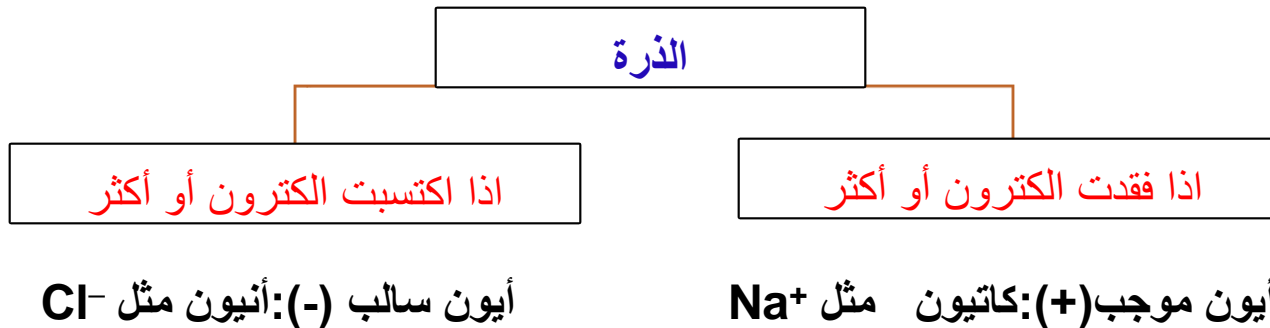 الذرة
اذا فقدت الكترون أو أكثر
اذا اكتسبت الكترون أو أكثر
أيون موجب(+):كاتيون مثل Na⁺
أيون سالب (-):أنيون مثل Cl⁻